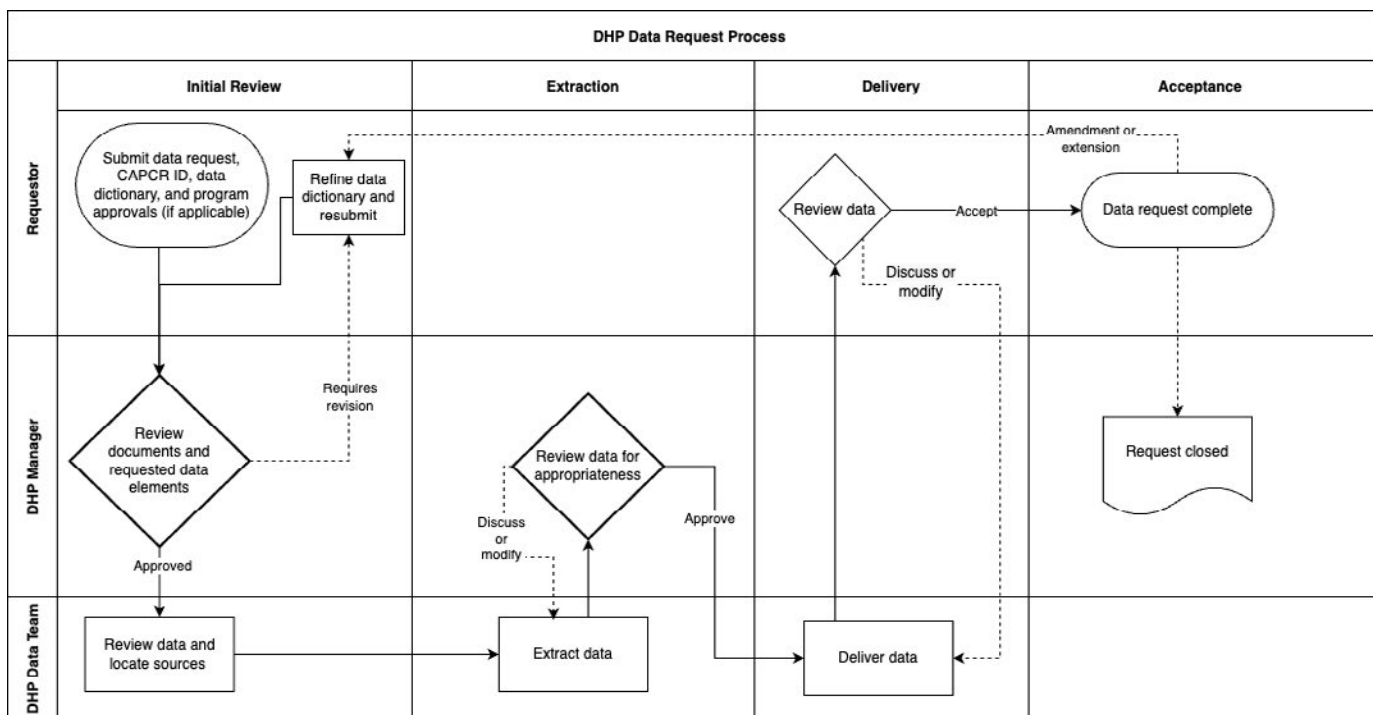 DHP Data Request Process
Initial Review
Extraction
Delivery
Acceptance
Requestor
Submit data request,
CAPCR ID, data
dictionary, and program
approvals (if applicable)
Refine data
dictionary and
resubmit
Amendment or
extension
Review data
Accept
Data request complete
Discuss or
modify
DHP Manager
Requires
revision
Review
documents and
requested data
elements
Approved
Review data for
appropriateness
Discuss
or
modify
Approve
Request closed
DHP Data Team
Review data and
locate sources
Extract data
Deliver data